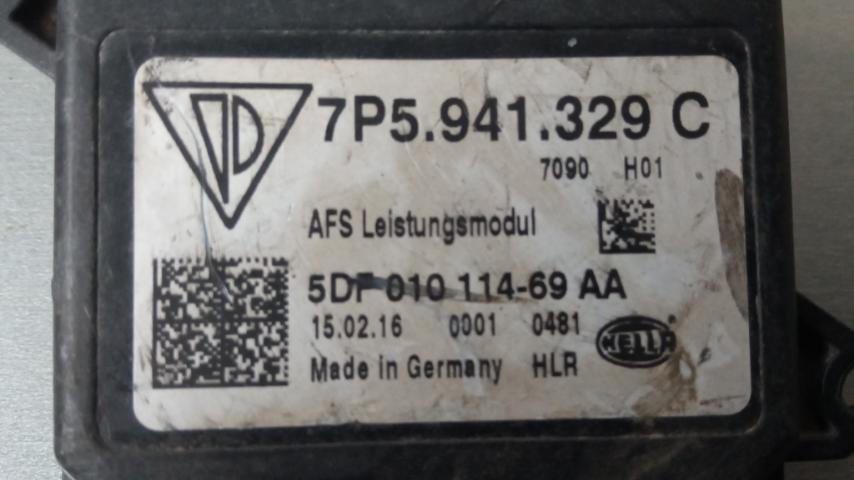 7P5.941.329 C
7090 H01
AFS Leistungsmodul
5DF 010 114-69 AA
15.02.16 0001 0481
HELLA
Made in Germany HLR